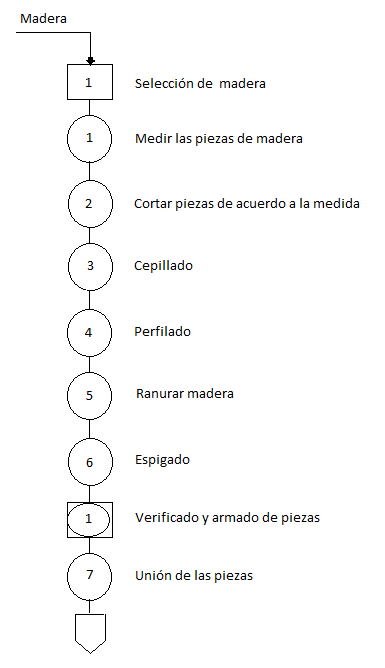 Madera
1 Selección de madera
1 Medir las piezas de madera
2 Cortar piezas de acuerdo a la medida
3 Cepillado
4 Perfilado
5 Ranurar madera
6 Espigado
1 Verificado y armado de piezas
7 Unión de las piezas